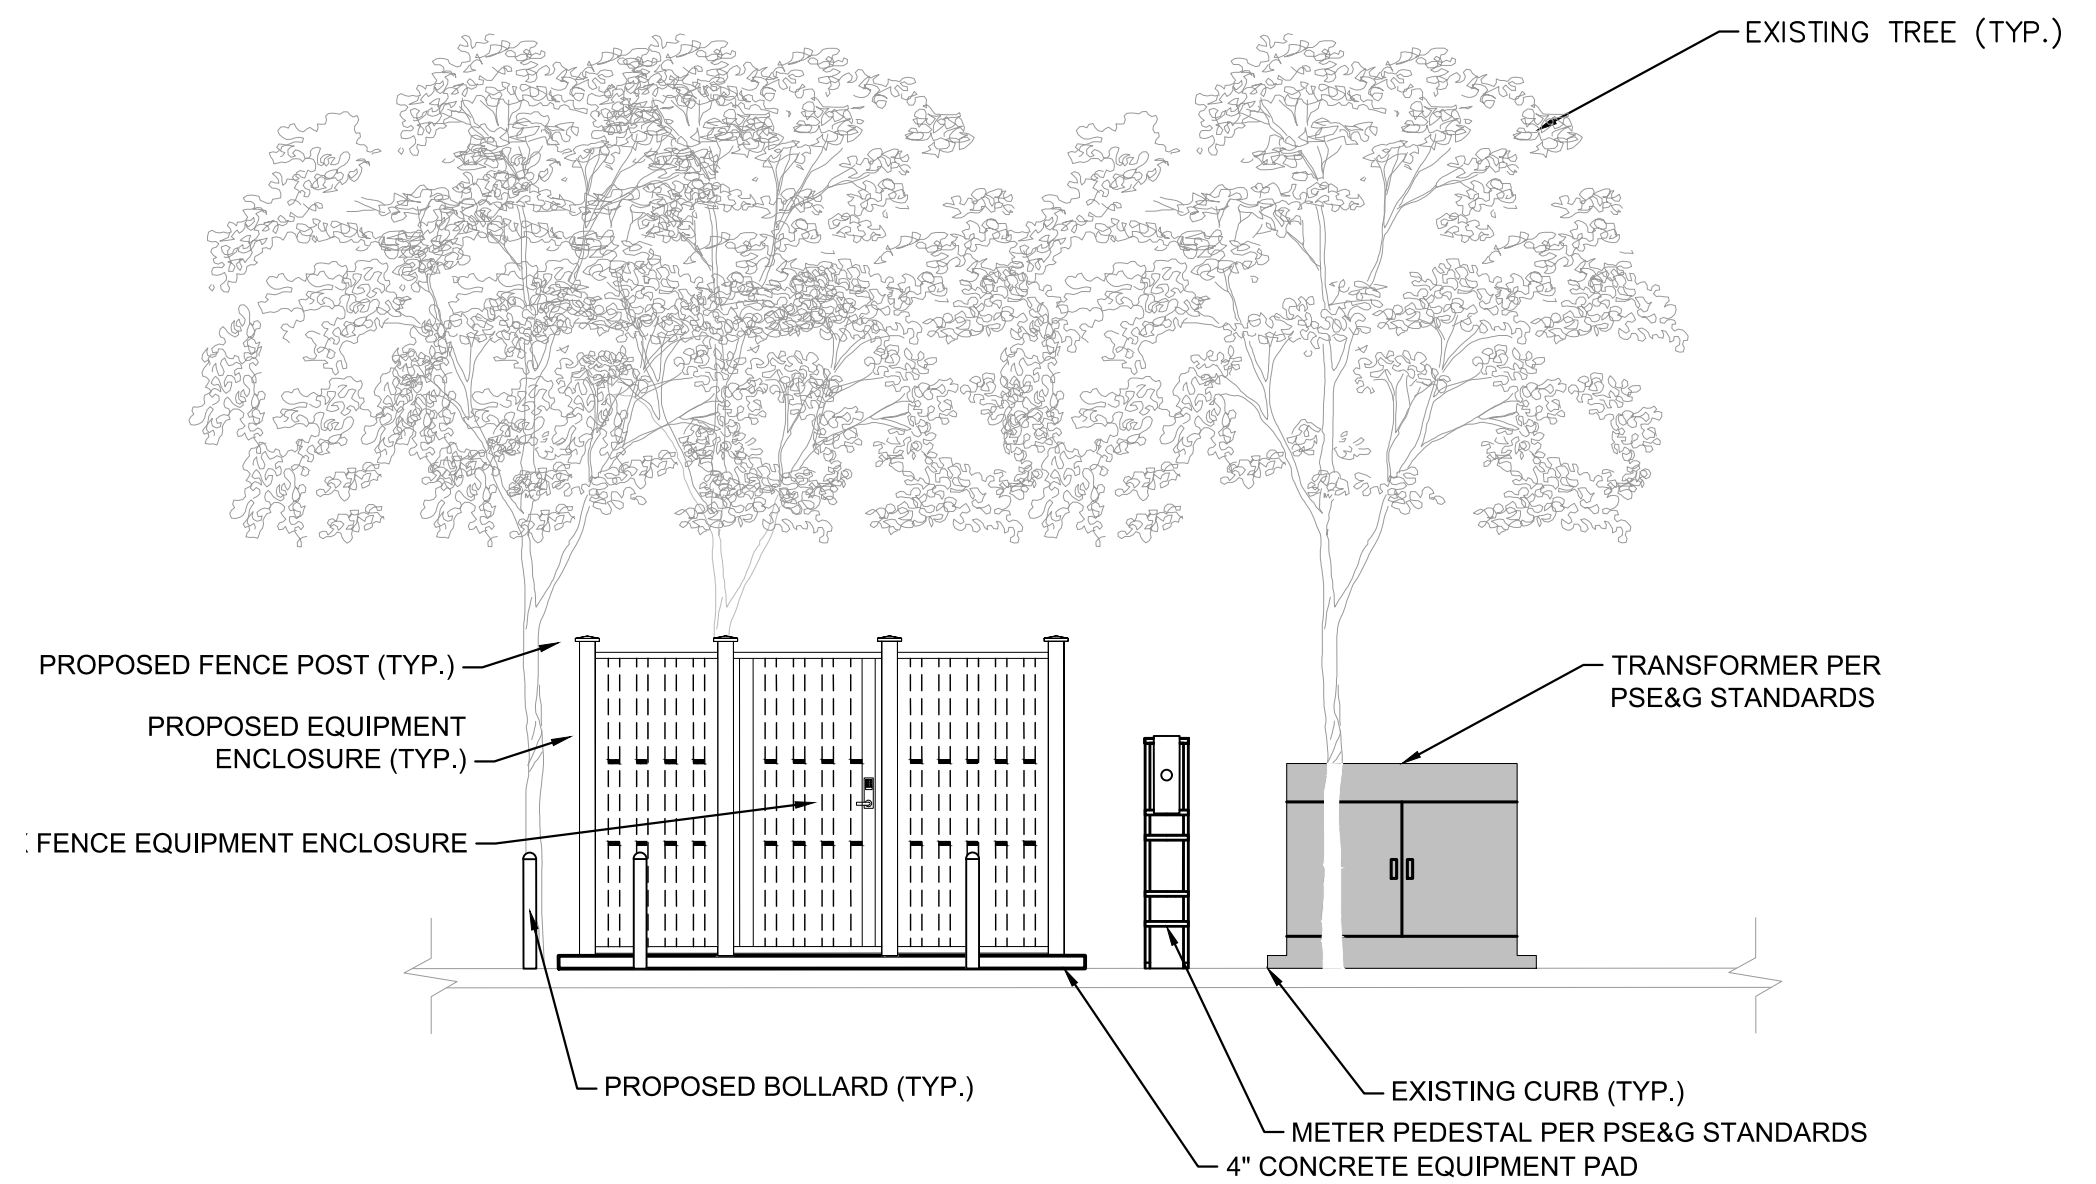 EXISTING TREE (TYP.)
PROPOSED FENCE POST (TYP.)
TRANSFORMER PER
PSE&G STANDARDS
PROPOSED EQUIPMENT
ENCLOSURE (TYP.)
FENCE EQUIPMENT ENCLOSURE
PROPOSED BOLLARD (TYP.)
EXISTING CURB (TYP.)
METER PEDESTAL PER PSE&G STANDARDS
4" CONCRETE EQUIPMENT PAD